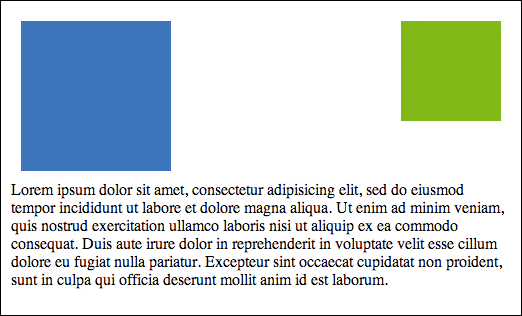 Lorem ipsum dolor sit amet, consectetur adipisicing elit, sed do eiusmod
tempor incididunt ut labore et dolore magna aliqua. Ut enim ad minim veniam,
quis nostrud exercitation ullamco laboris nisi ut aliquip ex ea commodo
consequat. Duis aute irure dolor in reprehenderit in voluptate velit esse cillum
dolore eu fugiat nulla pariatur. Excepteur sint occaecat cupidatat non proident,
sunt in culpa qui officia deserunt mollit anim id est laborum.